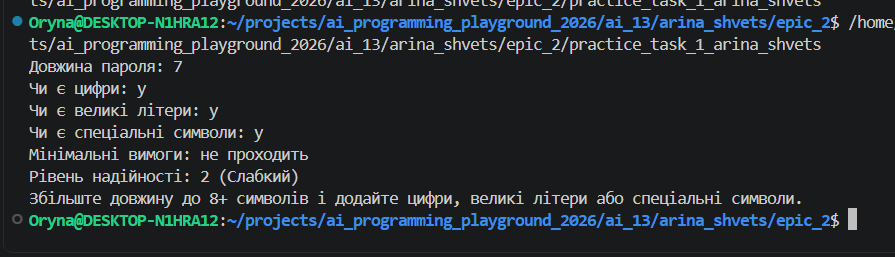 ts/ai_programming_playground_2026/ai_13/arina_shvets/epic_2/practice_task_1_arina_shvets
Oryna@DESKTOP-N1HRA12:~/projects/ai_programming_playground_2026/ai_13/arina_shvets/epic_2$ /home/
ts/ai_programming_playground_2026/ai_13/arina_shvets/epic_2/practice_task_1_arina_shvets
Довжина пароля: 7
Чи є цифри: y
Чи є великі літери: y
Чи є спеціальні символи: y
Мінімальні вимоги: не проходить
Рівень надійності: 2 (Слабкий)
Збільште довжину до 8+ символів і додайте цифри, великі літери або спеціальні символи.
Oryna@DESKTOP-N1HRA12:~/projects/ai_programming_playground_2026/ai_13/arina_shvets/epic_2$